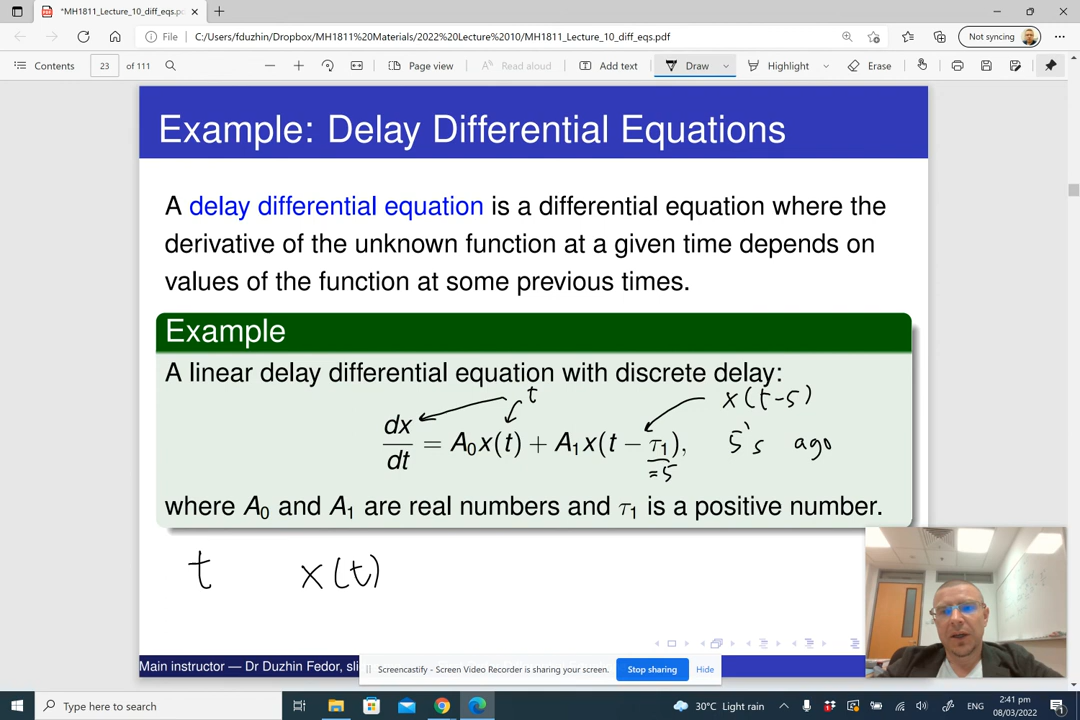 *MH1811_Lecture_10_diff_eqs.pdf
File C:/Users/fduzhin/Dropbox/MH1811%20Materials/2022%20Lecture%2010/MH1811_Lecture_10_diff_eqs.pdf Not syncing
Contents 23 of 111 Page view Read aloud Add text Draw Highlight Erase
Example: Delay Differential Equations
A delay differential equation is a differential equation where the
derivative of the unknown function at a given time depends on
values of the function at some previous times.
Example
A linear delay differential equation with discrete delay:
t x(t-5)
dx/dt = A₀x(t) + A₁x(t − τ₁), 5's ago
=5
where A₀ and A₁ are real numbers and τ₁ is a positive number.
t x(t)
Main instructor — Dr Duzhin Fedor, sli
Screencastify - Screen Video Recorder is sharing your screen. Stop sharing Hide
Type here to search 30°C Light rain ENG 2:41 pm
08/03/2022